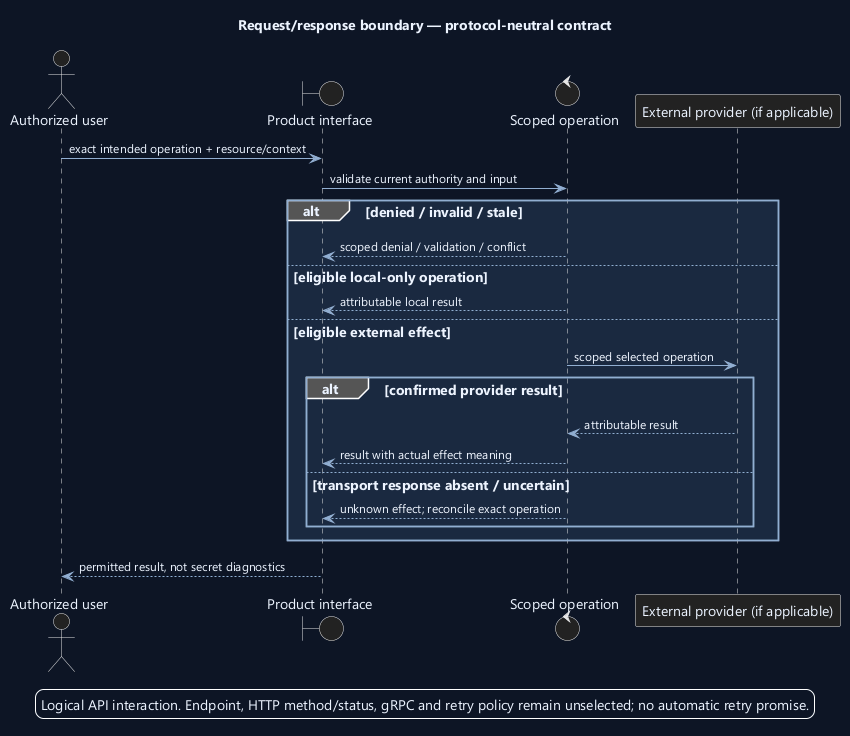 Request/response boundary — protocol-neutral contract
Authorized user
Product interface
Scoped operation
External provider (if applicable)
exact intended operation + resource/context
validate current authority and input
alt
[denied / invalid / stale]
scoped denial / validation / conflict
[eligible local-only operation]
attributable local result
[eligible external effect]
scoped selected operation
alt
[confirmed provider result]
attributable result
result with actual effect meaning
[transport response absent / uncertain]
unknown effect; reconcile exact operation
permitted result, not secret diagnostics
Authorized user
Product interface
Scoped operation
External provider (if applicable)
Logical API interaction. Endpoint, HTTP method/status, gRPC and retry policy remain unselected; no automatic retry promise.